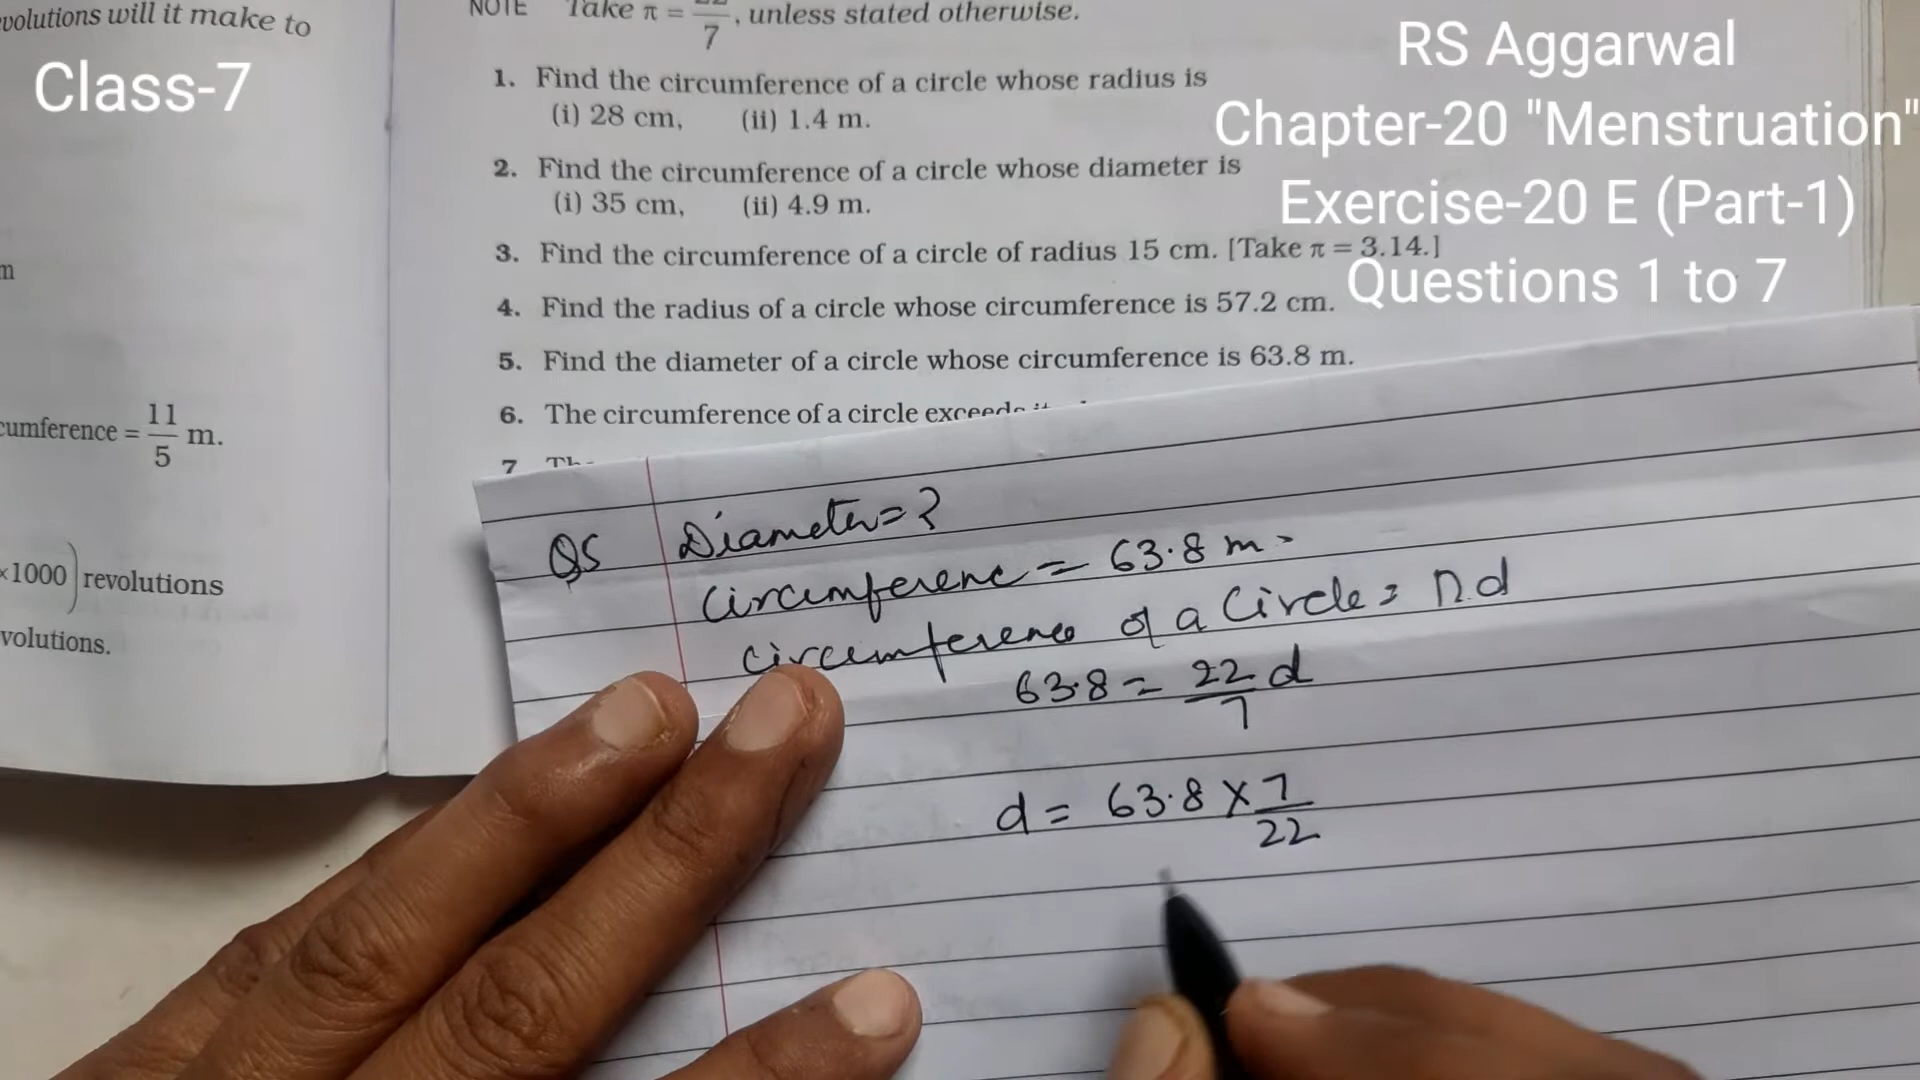 volutions will it make to
Class-7
m
cumference = 11/5 m.
×1000) revolutions
volutions.
NOTE Take π = 22/7, unless stated otherwise.
1. Find the circumference of a circle whose radius is
(i) 28 cm, (ii) 1.4 m.
2. Find the circumference of a circle whose diameter is
(i) 35 cm, (ii) 4.9 m.
3. Find the circumference of a circle of radius 15 cm. [Take π = 3.14.]
4. Find the radius of a circle whose circumference is 57.2 cm.
5. Find the diameter of a circle whose circumference is 63.8 m.
6. The circumference of a circle exceeds
7
RS Aggarwal
Chapter-20 "Menstruation"
Exercise-20 E (Part-1)
Questions 1 to 7
Q5 Diameter = ?
Circumference = 63.8 m.
circumference of a Circle = π.d
63.8 = 22/7 d
d = 63.8 × 7/22